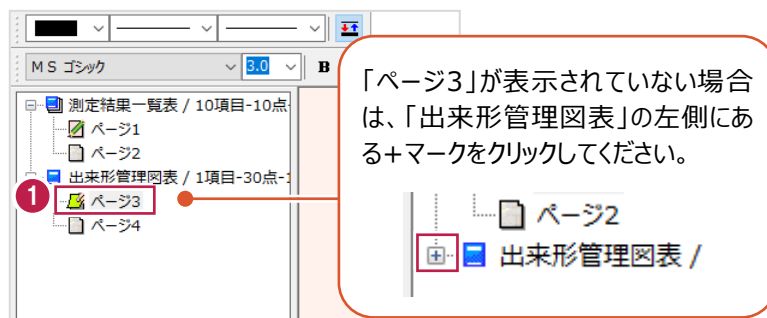 ＭＳ ゴシック
3.0
B
測定結果一覧表 / 10項目-10点-
ページ1
ページ2
出来形管理図表 / 1項目-30点-1
1
ページ3
ページ4
「ページ3」が表示されていない場合
は、「出来形管理図表」の左側にあ
る+マークをクリックしてください。
ページ2
出来形管理図表 /